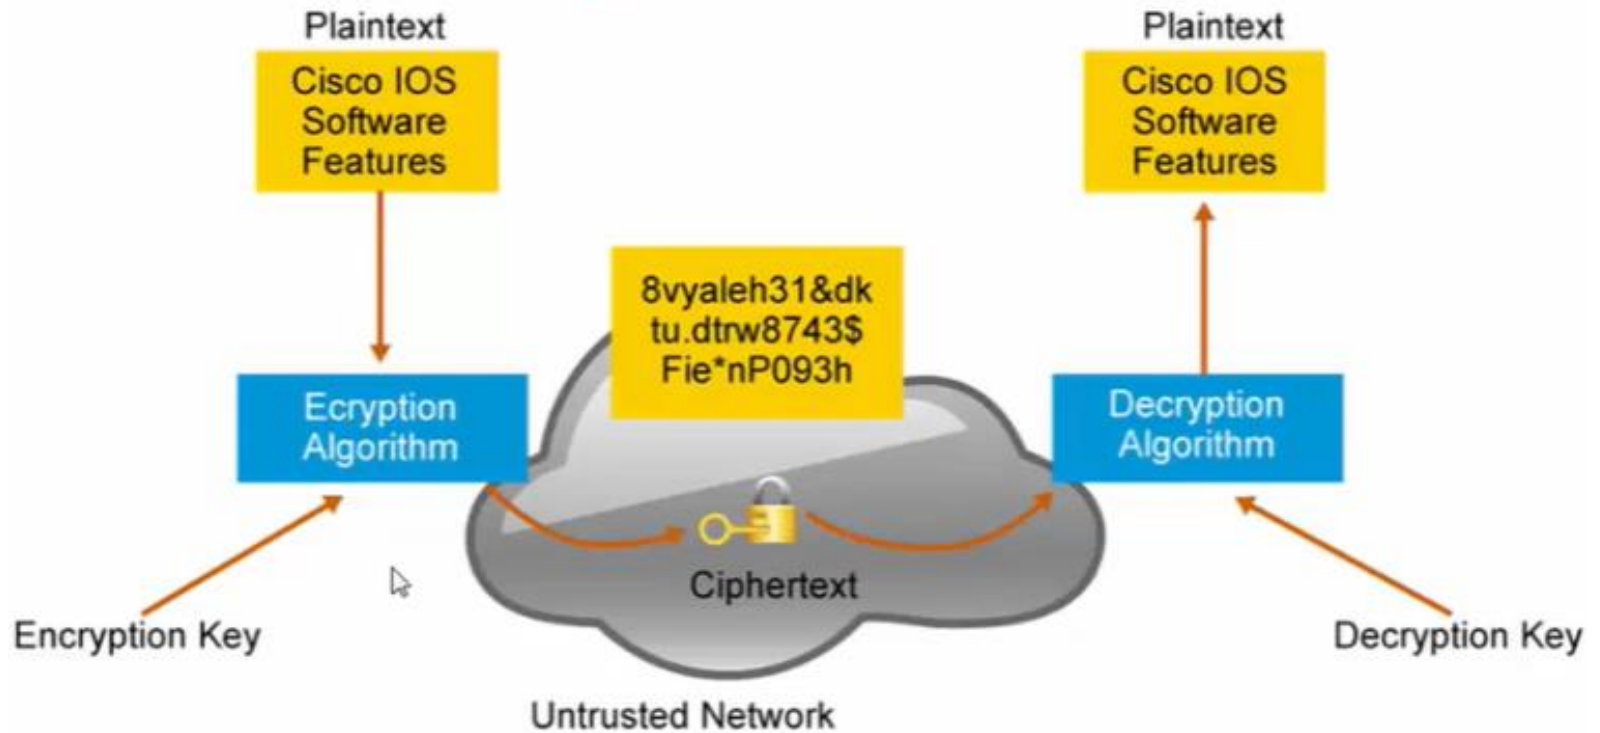 Plaintext
Cisco IOS
Software
Features
Plaintext
Cisco IOS
Software
Features
8vyaleh31&dk
tu.dtrw8743$
Fie*nP093h
Ecryption
Algorithm
Decryption
Algorithm
Ciphertext
Encryption Key
Decryption Key
Untrusted Network